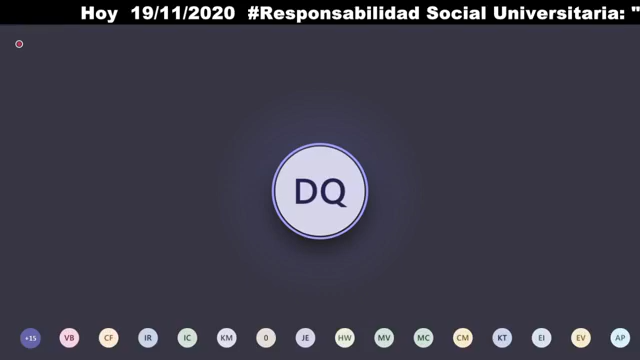 Hoy 19/11/2020 #Responsabilidad Social Universitaria: "
DQ
+15 VB CF IR IC KM 0 JE HW MV MC CM KT EI EV AP